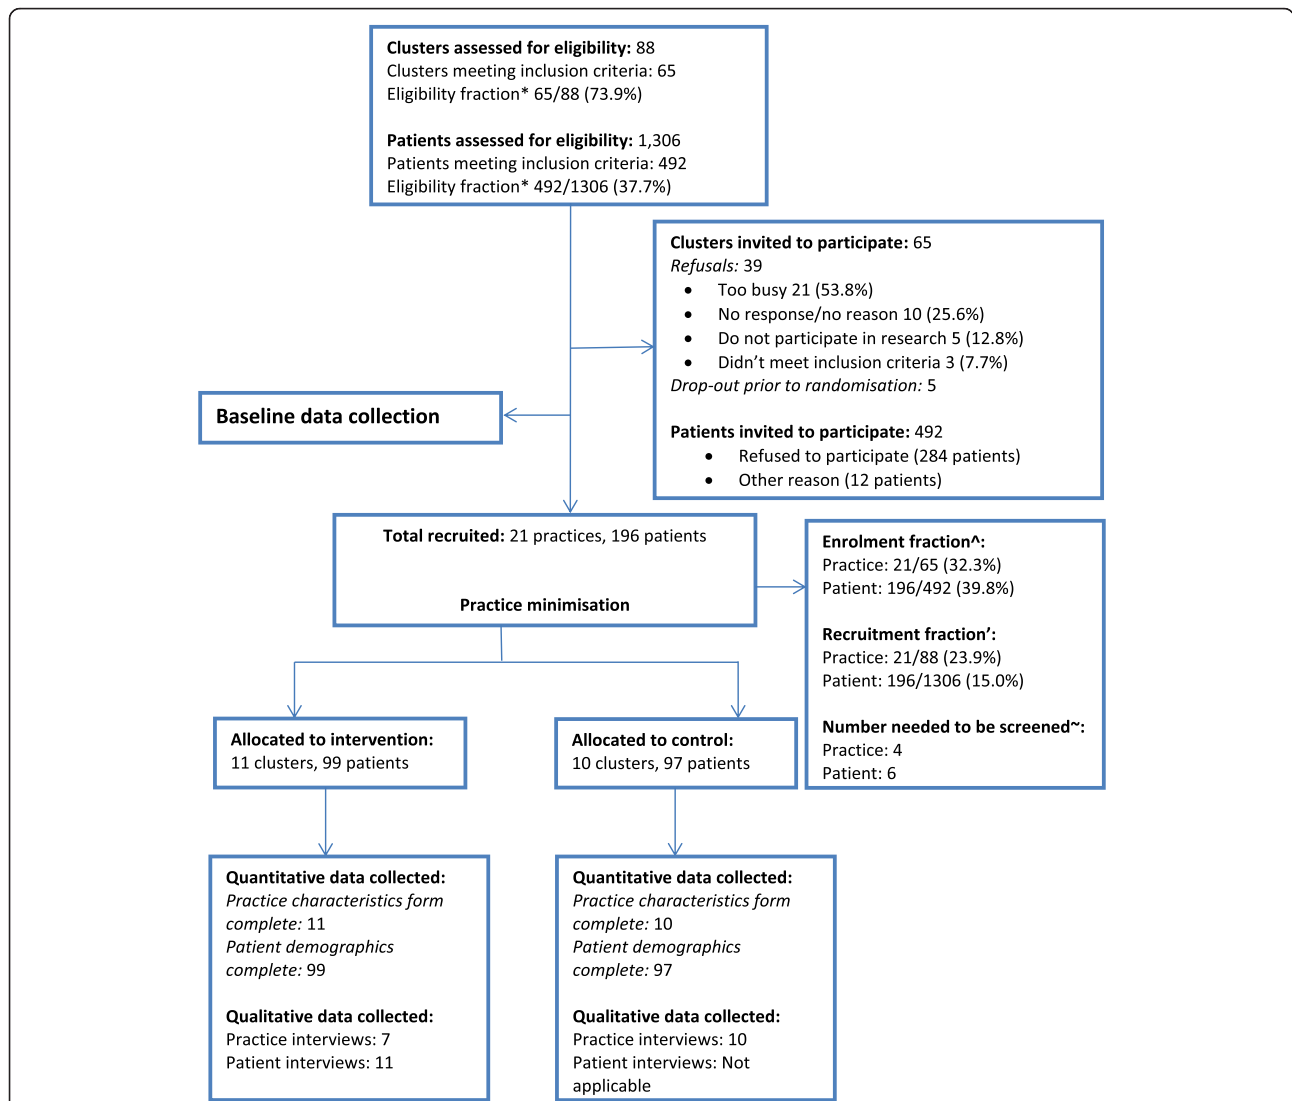 Clusters assessed for eligibility: 88
Clusters meeting inclusion criteria: 65
Eligibility fraction* 65/88 (73.9%)
Patients assessed for eligibility: 1,306
Patients meeting inclusion criteria: 492
Eligibility fraction* 492/1306 (37.7%)
Clusters invited to participate: 65
Refusals: 39
• Too busy 21 (53.8%)
• No response/no reason 10 (25.6%)
• Do not participate in research 5 (12.8%)
• Didn’t meet inclusion criteria 3 (7.7%)
Drop-out prior to randomisation: 5
Patients invited to participate: 492
• Refused to participate (284 patients)
• Other reason (12 patients)
Baseline data collection
Total recruited: 21 practices, 196 patients
Practice minimisation
Enrolment fraction^:
Practice: 21/65 (32.3%)
Patient: 196/492 (39.8%)
Recruitment fraction’:
Practice: 21/88 (23.9%)
Patient: 196/1306 (15.0%)
Number needed to be screened~:
Practice: 4
Patient: 6
Allocated to intervention:
11 clusters, 99 patients
Allocated to control:
10 clusters, 97 patients
Quantitative data collected:
Practice characteristics form
complete: 11
Patient demographics
complete: 99
Qualitative data collected:
Practice interviews: 7
Patient interviews: 11
Quantitative data collected:
Practice characteristics form
complete: 10
Patient demographics
complete: 97
Qualitative data collected:
Practice interviews: 10
Patient interviews: Not
applicable